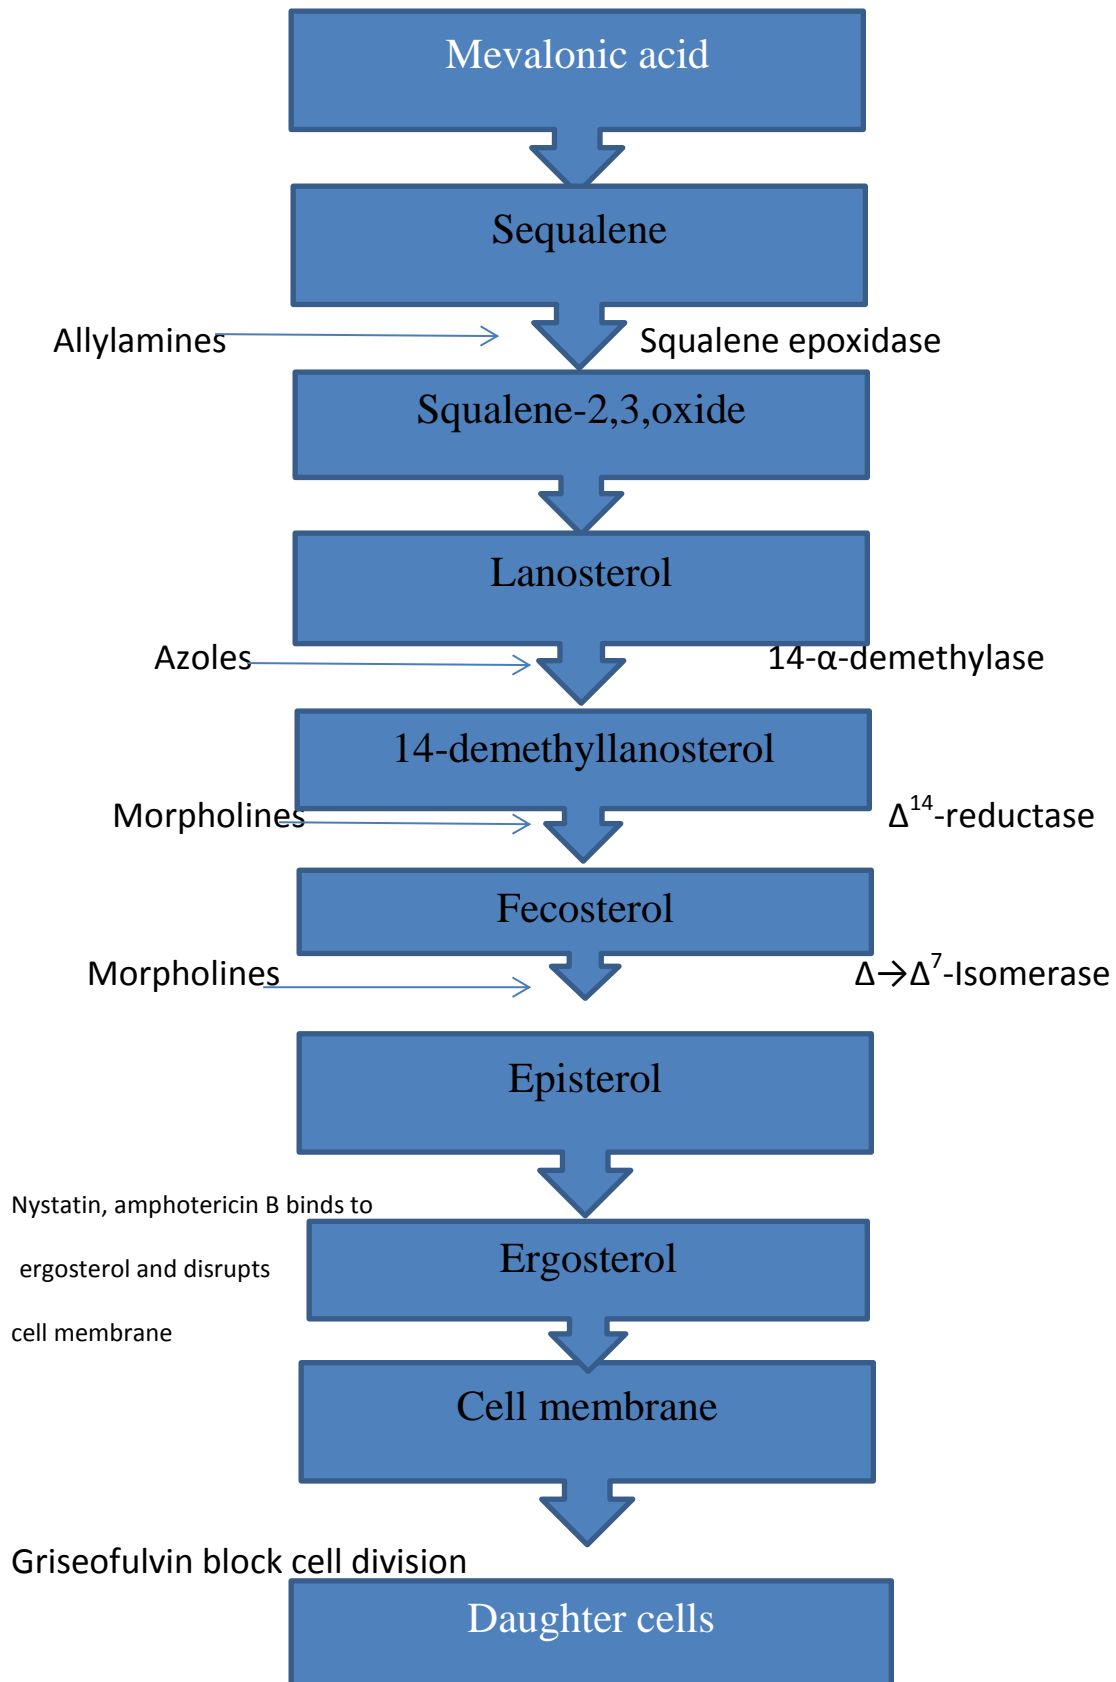 Mevalonic acid
Sequalene
Allylamines
Squalene epoxidase
Squalene-2,3,oxide
Lanosterol
Azoles
14-α-demethylase
14-demethyllanosterol
Morpholines
Δ¹⁴-reductase
Fecosterol
Morpholines
Δ→Δ⁷-Isomerase
Episterol
Nystatin, amphotericin B binds to
ergosterol and disrupts
cell membrane
Ergosterol
Cell membrane
Griseofulvin block cell division
Daughter cells